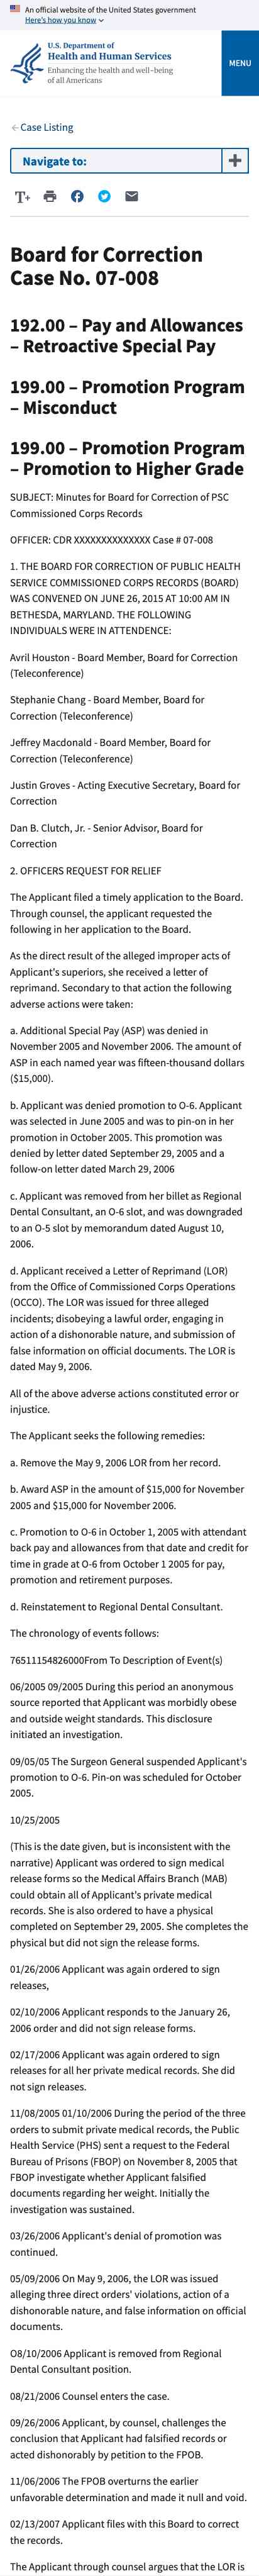 An official website of the United States government
Here's how you know
U.S. Department of
Health and Human Services
Enhancing the health and well-being
of all Americans
MENU
Case Listing
Navigate to:
T+
Board for Correction
Case No. 07-008
192.00 – Pay and Allowances
– Retroactive Special Pay
199.00 – Promotion Program
– Misconduct
199.00 – Promotion Program
– Promotion to Higher Grade
SUBJECT: Minutes for Board for Correction of PSC
Commissioned Corps Records
OFFICER: CDR XXXXXXXXXXXXXX Case # 07-008
1. THE BOARD FOR CORRECTION OF PUBLIC HEALTH
SERVICE COMMISSIONED CORPS RECORDS (BOARD)
WAS CONVENED ON JUNE 26, 2015 AT 10:00 AM IN
BETHESDA, MARYLAND. THE FOLLOWING
INDIVIDUALS WERE IN ATTENDENCE:
Avril Houston - Board Member, Board for Correction
(Teleconference)
Stephanie Chang - Board Member, Board for
Correction (Teleconference)
Jeffrey Macdonald - Board Member, Board for
Correction (Teleconference)
Justin Groves - Acting Executive Secretary, Board for
Correction
Dan B. Clutch, Jr. - Senior Advisor, Board for
Correction
2. OFFICERS REQUEST FOR RELIEF
The Applicant filed a timely application to the Board.
Through counsel, the applicant requested the
following in her application to the Board.
As the direct result of the alleged improper acts of
Applicant's superiors, she received a letter of
reprimand. Secondary to that action the following
adverse actions were taken:
a. Additional Special Pay (ASP) was denied in
November 2005 and November 2006. The amount of
ASP in each named year was fifteen-thousand dollars
($15,000).
b. Applicant was denied promotion to O-6. Applicant
was selected in June 2005 and was to pin-on in her
promotion in October 2005. This promotion was
denied by letter dated September 29, 2005 and a
follow-on letter dated March 29, 2006
c. Applicant was removed from her billet as Regional
Dental Consultant, an O-6 slot, and was downgraded
to an O-5 slot by memorandum dated August 10,
2006.
d. Applicant received a Letter of Reprimand (LOR)
from the Office of Commissioned Corps Operations
(OCCO). The LOR was issued for three alleged
incidents; disobeying a lawful order, engaging in
action of a dishonorable nature, and submission of
false information on official documents. The LOR is
dated May 9, 2006.
All of the above adverse actions constituted error or
injustice.
The Applicant seeks the following remedies:
a. Remove the May 9, 2006 LOR from her record.
b. Award ASP in the amount of $15,000 for November
2005 and $15,000 for November 2006.
c. Promotion to O-6 in October 1, 2005 with attendant
back pay and allowances from that date and credit for
time in grade at O-6 from October 1 2005 for pay,
promotion and retirement purposes.
d. Reinstatement to Regional Dental Consultant.
The chronology of events follows:
76511154826000From To Description of Event(s)
06/2005 09/2005 During this period an anonymous
source reported that Applicant was morbidly obese
and outside weight standards. This disclosure
initiated an investigation.
09/05/05 The Surgeon General suspended Applicant's
promotion to O-6. Pin-on was scheduled for October
2005.
10/25/2005
(This is the date given, but is inconsistent with the
narrative) Applicant was ordered to sign medical
release forms so the Medical Affairs Branch (MAB)
could obtain all of Applicant's private medical
records. She is also ordered to have a physical
completed on September 29, 2005. She completes the
physical but did not sign the release forms.
01/26/2006 Applicant was again ordered to sign
releases,
02/10/2006 Applicant responds to the January 26,
2006 order and did not sign release forms.
02/17/2006 Applicant was again ordered to sign
releases for all her private medical records. She did
not sign releases.
11/08/2005 01/10/2006 During the period of the three
orders to submit private medical records, the Public
Health Service (PHS) sent a request to the Federal
Bureau of Prisons (FBOP) on November 8, 2005 that
FBOP investigate whether Applicant falsified
documents regarding her weight. Initially the
investigation was sustained.
03/26/2006 Applicant's denial of promotion was
continued.
05/09/2006 On May 9, 2006, the LOR was issued
alleging three direct orders' violations, action of a
dishonorable nature, and false information on official
documents.
O8/10/2006 Applicant is removed from Regional
Dental Consultant position.
08/21/2006 Counsel enters the case.
09/26/2006 Applicant, by counsel, challenges the
conclusion that Applicant had falsified records or
acted dishonorably by petition to the FPOB.
11/06/2006 The FPOB overturns the earlier
unfavorable determination and made it null and void.
02/13/2007 Applicant files with this Board to correct
the records.
The Applicant through counsel argues that the LOR is